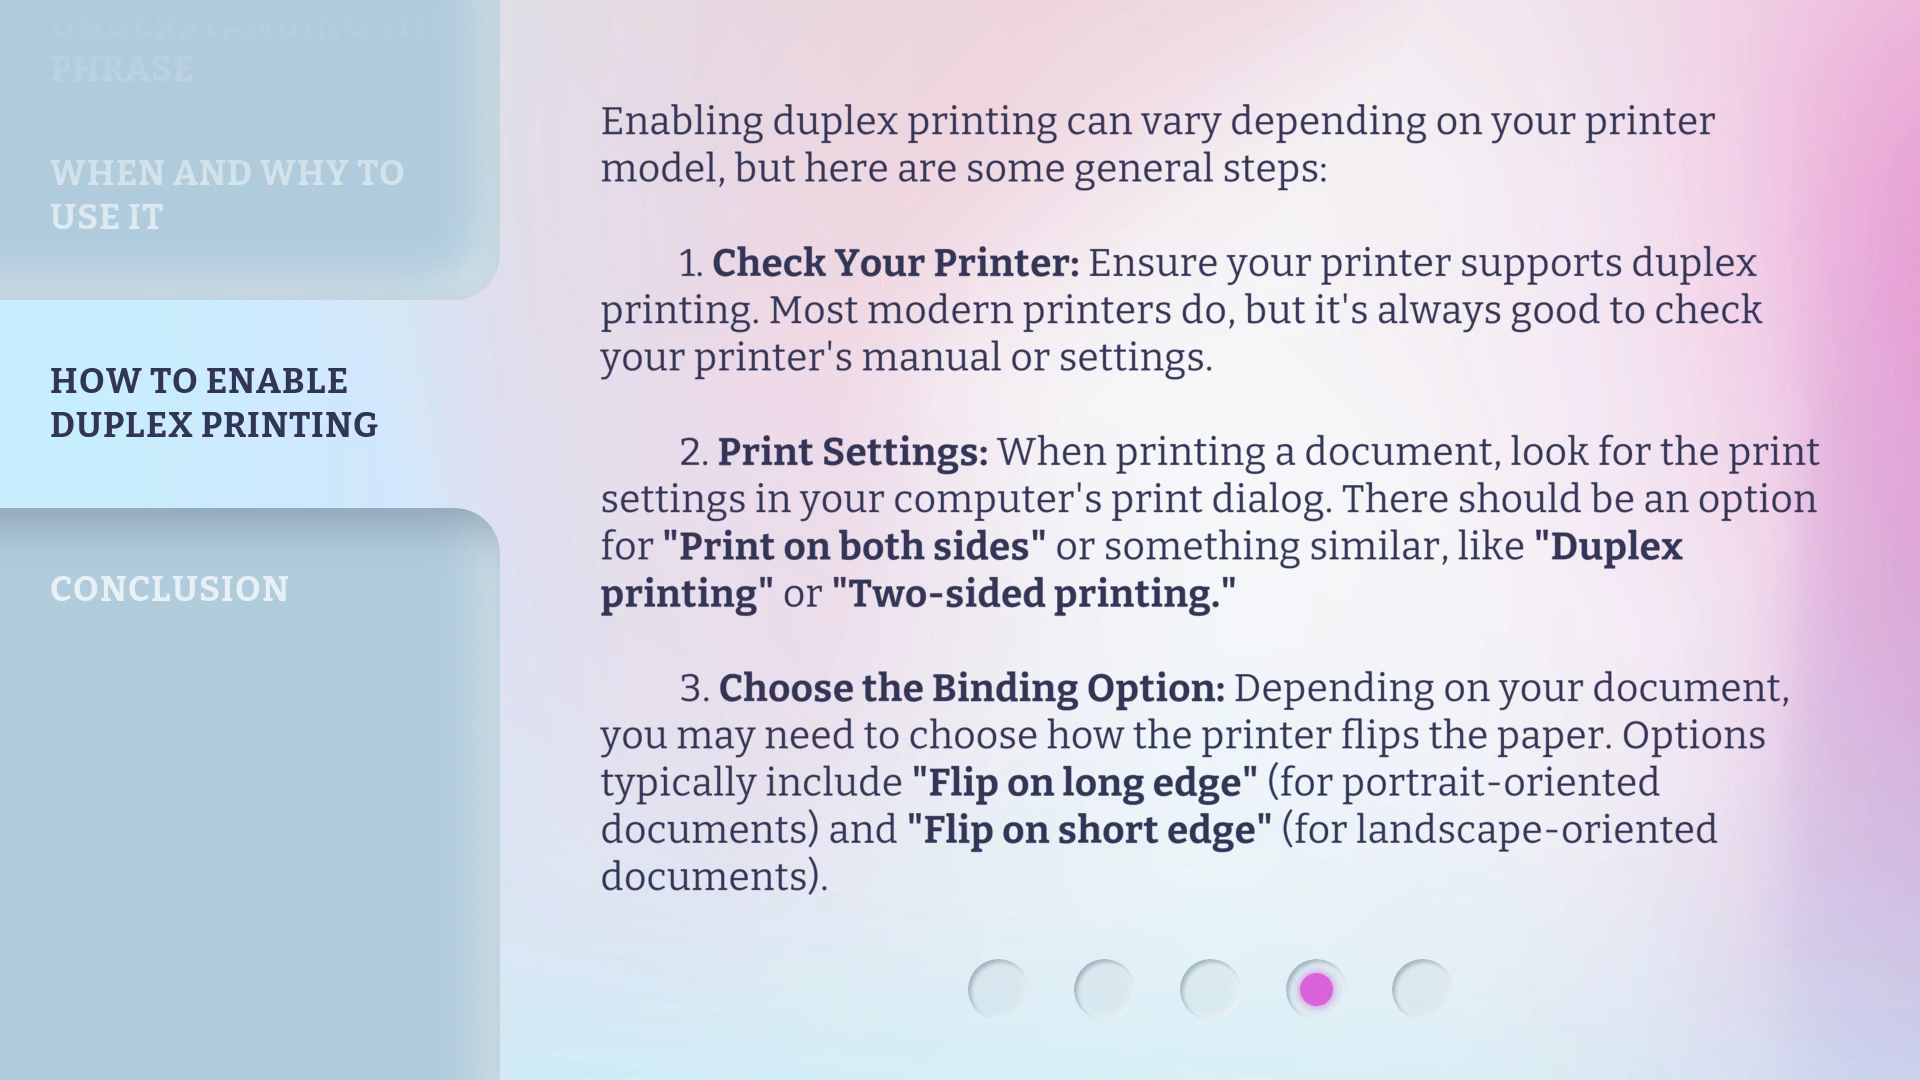 UNDERSTANDING THE
PHRASE
WHEN AND WHY TO
USE IT
HOW TO ENABLE
DUPLEX PRINTING
CONCLUSION
Enabling duplex printing can vary depending on your printer
model, but here are some general steps:
1. Check Your Printer: Ensure your printer supports duplex
printing. Most modern printers do, but it's always good to check
your printer's manual or settings.
2. Print Settings: When printing a document, look for the print
settings in your computer's print dialog. There should be an option
for "Print on both sides" or something similar, like "Duplex
printing" or "Two-sided printing."
3. Choose the Binding Option: Depending on your document,
you may need to choose how the printer flips the paper. Options
typically include "Flip on long edge" (for portrait-oriented
documents) and "Flip on short edge" (for landscape-oriented
documents).